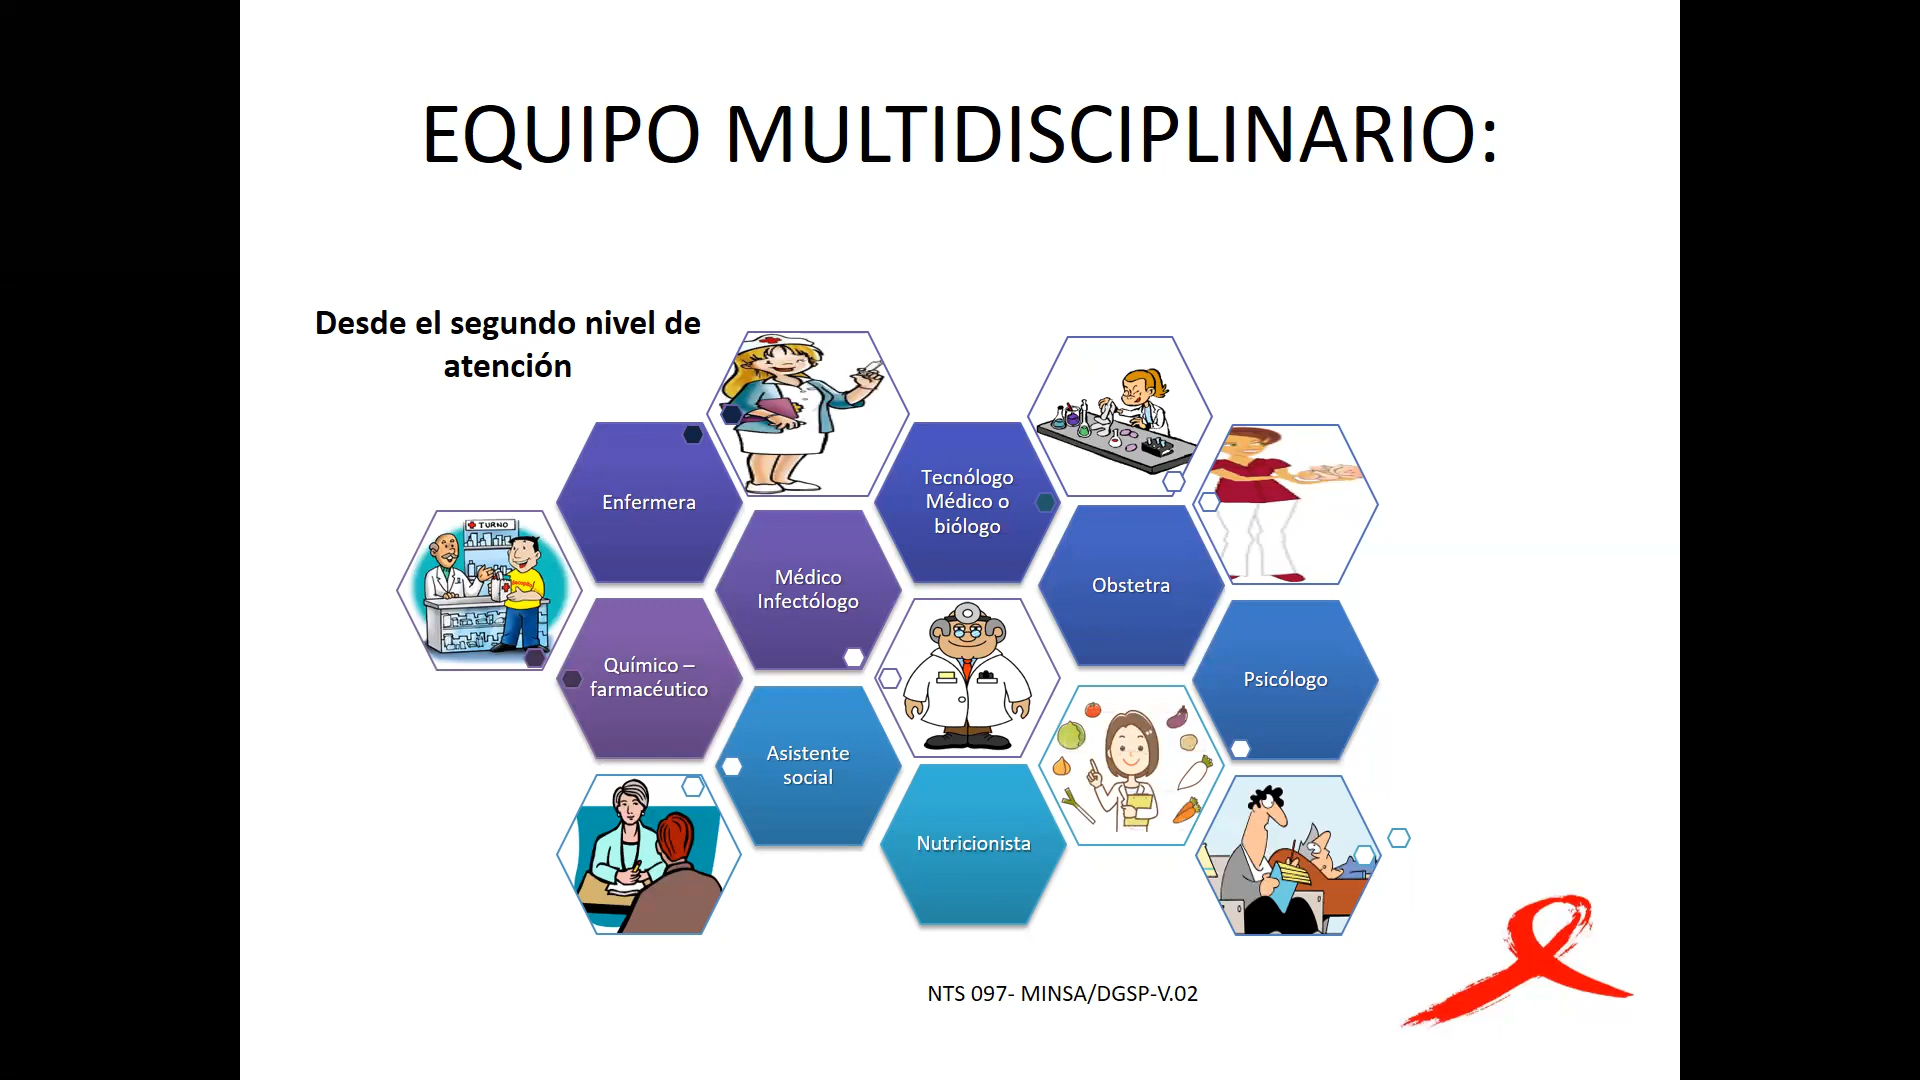 EQUIPO MULTIDISCIPLINARIO:
Desde el segundo nivel de
atención
Enfermera
Tecnólogo
Médico o
biólogo
TURNO
Médico
Infectólogo
Obstetra
Químico –
farmacéutico
Psicólogo
Asistente
social
Nutricionista
NTS 097- MINSA/DGSP-V.02